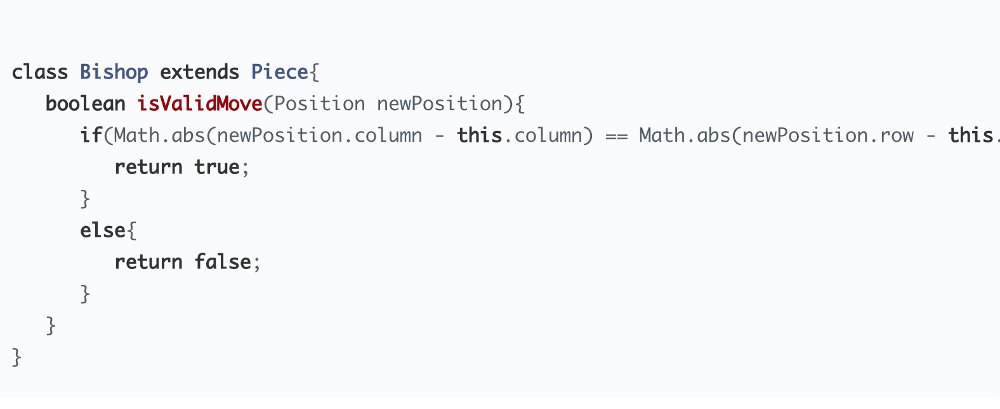 class Bishop extends Piece{
   boolean isValidMove(Position newPosition){
      if(Math.abs(newPosition.column - this.column) == Math.abs(newPosition.row - this.
         return true;
      }
      else{
         return false;
      }
   }
}